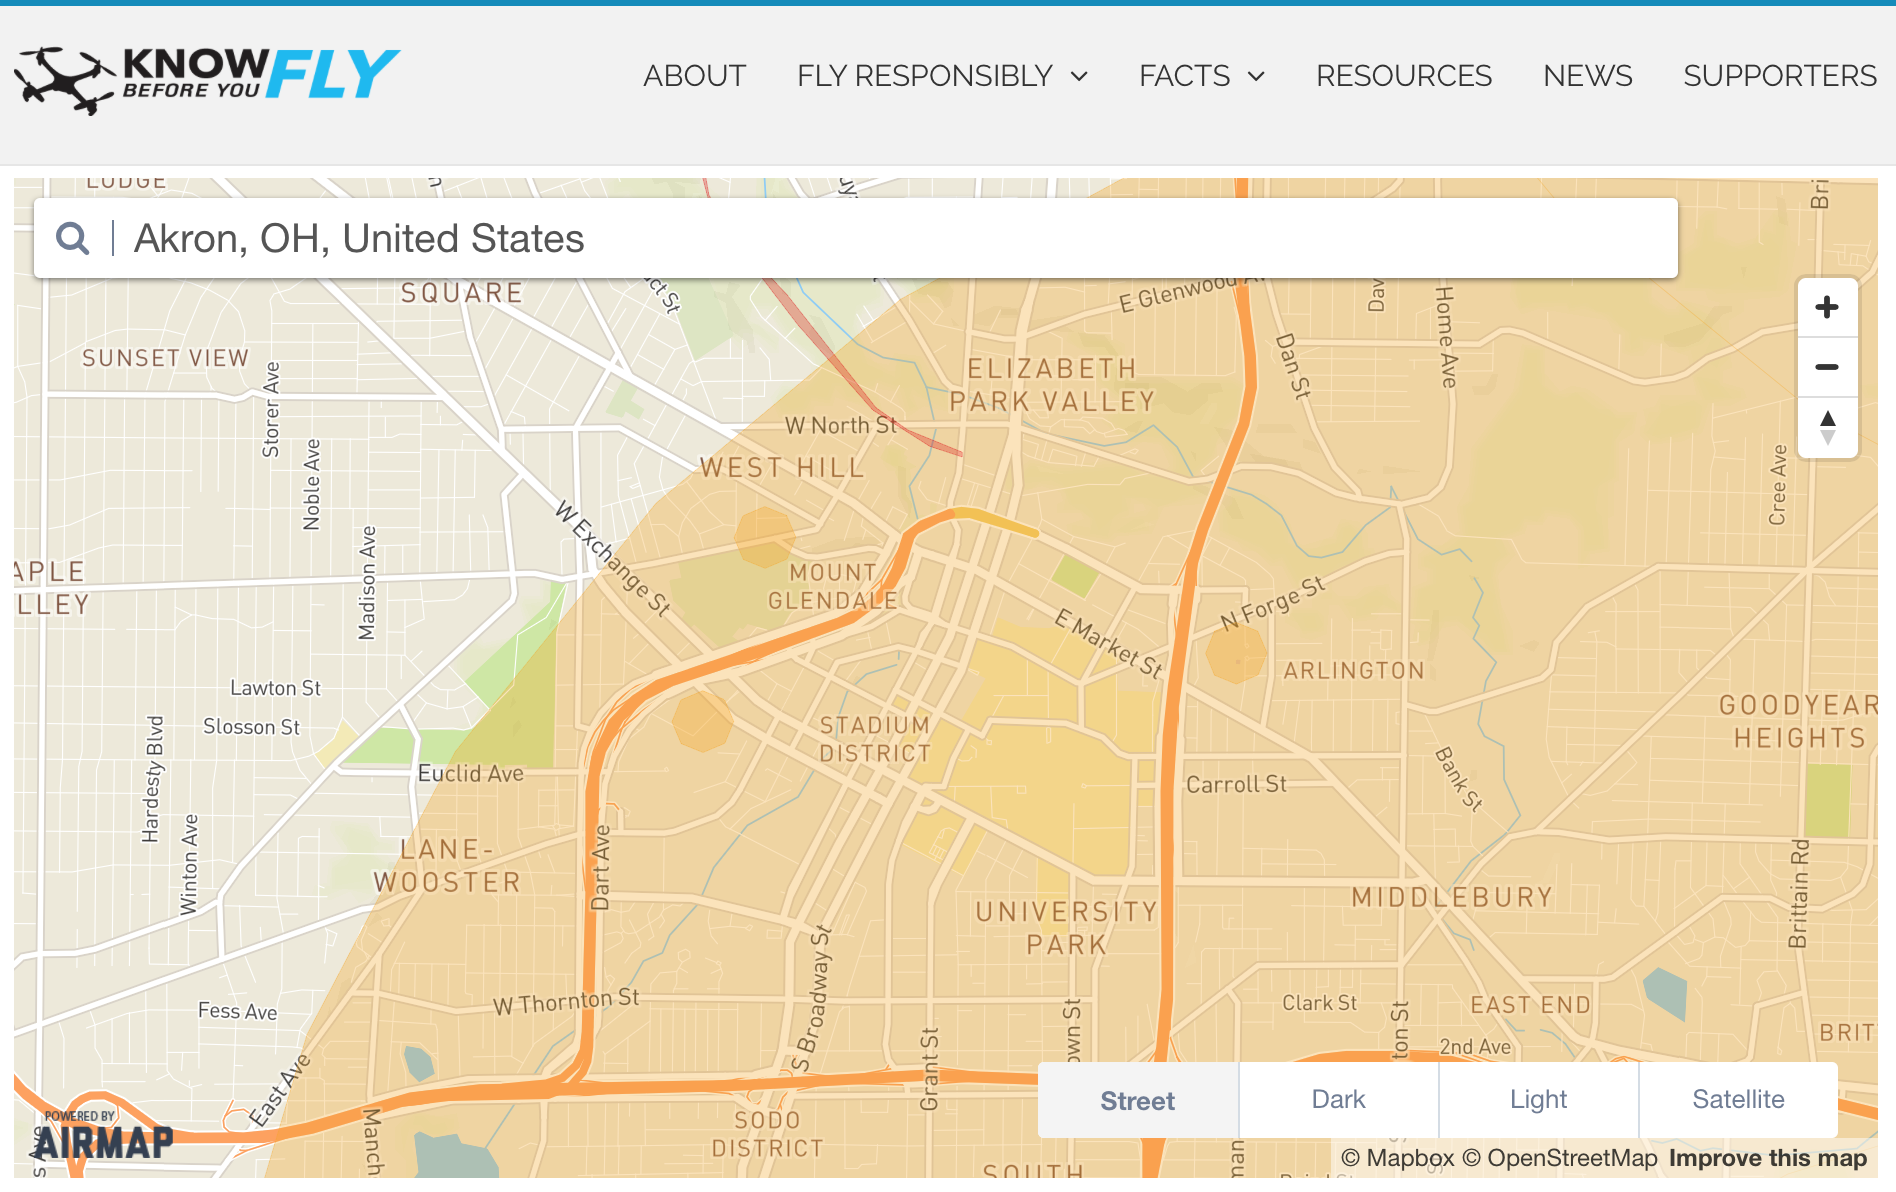 KNOW
BEFORE YOU
FLY
ABOUT
FLY RESPONSIBLY
FACTS
RESOURCES
NEWS
SUPPORTERS
LODGE
Akron, OH, United States
SQUARE
E Glenwood
Dan St
Home Ave
SUNSET VIEW
Storer Ave
ELIZABETH
PARK VALLEY
W North St
WEST HILL
Noble Ave
Cree Ave
W Exchange St
Madison Ave
MOUNT
GLENDALE
N Forge St
E Market St
ARLINGTON
Lawton St
Slosson St
STADIUM
DISTRICT
GOODYEAR
HEIGHTS
Hardesty Blvd
Euclid Ave
Carroll St
Bank St
Winton Ave
LANE-
WOOSTER
Dart Ave
MIDDLEBURY
Brittain Rd
UNIVERSITY
PARK
W Thornton St
S Broadway St
Fess Ave
Clark St
EAST END
BRIT
2nd Ave
Grant St
East Ave
Manch
POWERED BY
AIRMAP
SODO
DISTRICT
SOUTH
Street
Dark
Light
Satellite
© Mapbox © OpenStreetMap Improve this map